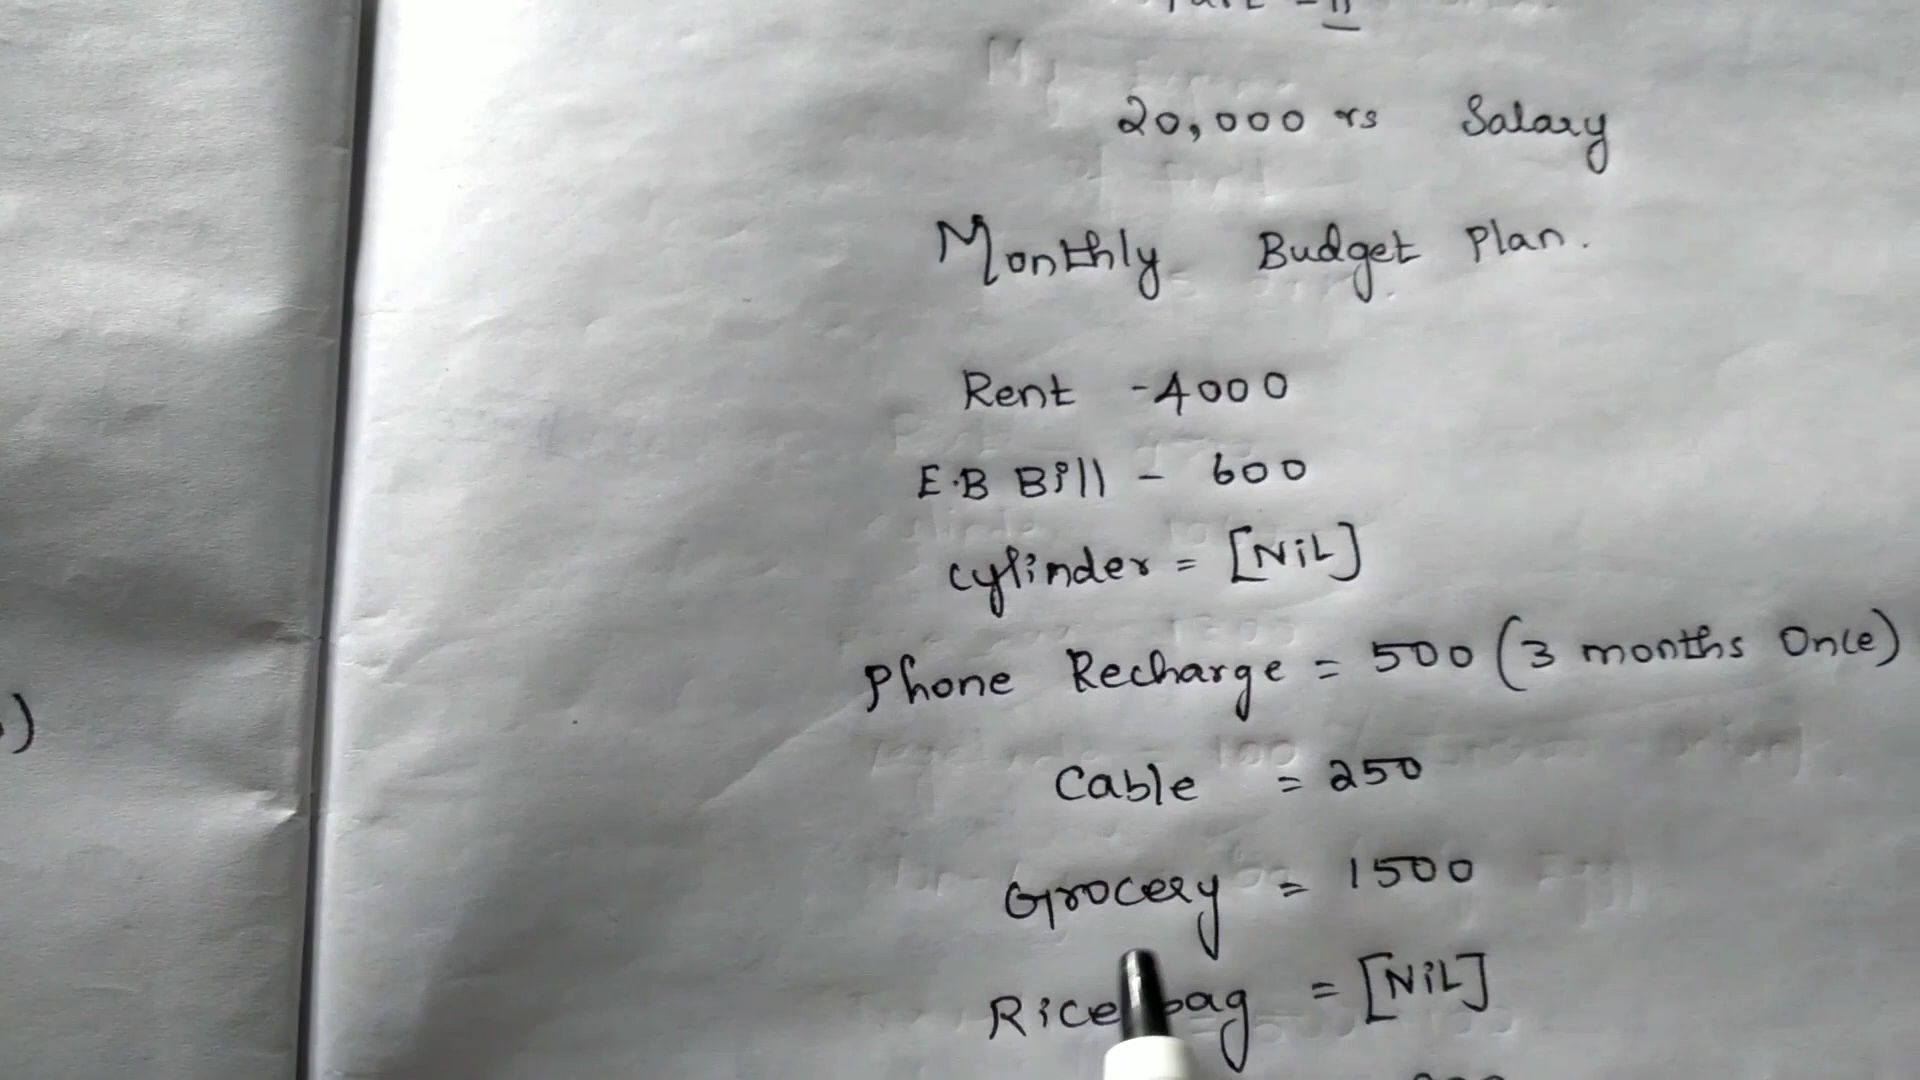 20,000 rs Salary
Monthly Budget Plan.
Rent - 4000
E.B Bill - 600
cylinder = [NiL]
Phone Recharge = 500 (3 months Once)
Cable = 250
Grocery = 1500
Rice bag = [NiL]